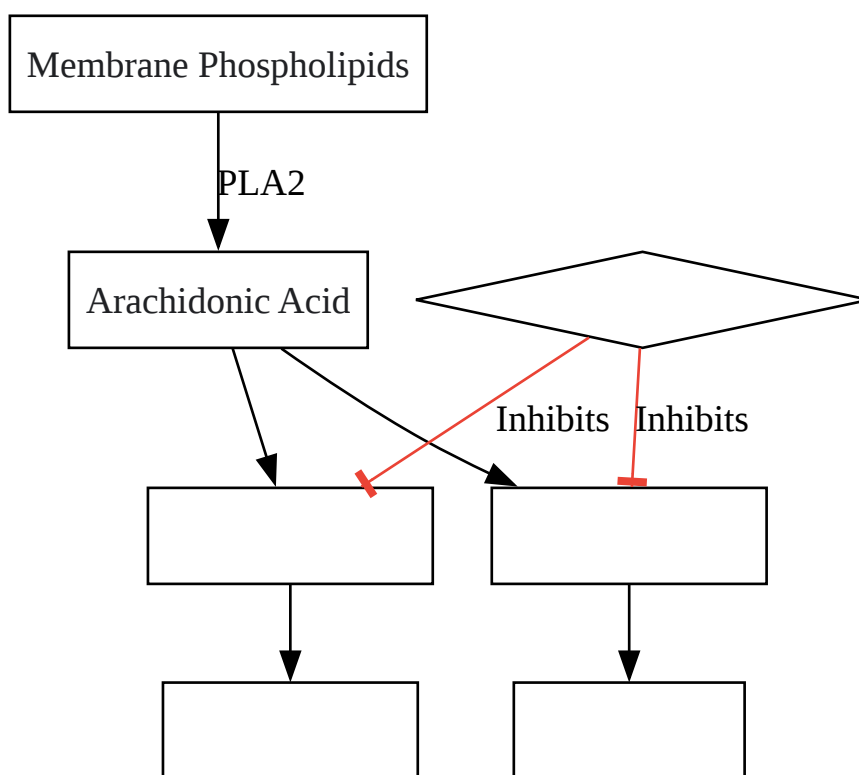 Membrane Phospholipids
PLA2
Arachidonic Acid
Inhibits
Inhibits